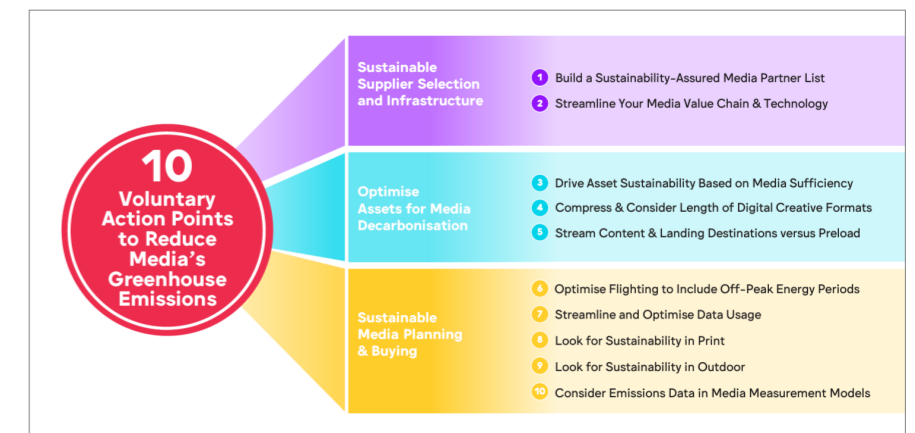 10
Voluntary
Action Points
to Reduce
Media's
Greenhouse
Emissions
Sustainable
Supplier Selection
and Infrastructure
1 Build a Sustainability-Assured Media Partner List
2 Streamline Your Media Value Chain & Technology
Optimise
Assets for Media
Decarbonisation
3 Drive Asset Sustainability Based on Media Sufficiency
4 Compress & Consider Length of Digital Creative Formats
5 Stream Content & Landing Destinations versus Preload
Sustainable
Media Planning
& Buying
6 Optimise Flighting to Include Off-Peak Energy Periods
7 Streamline and Optimise Data Usage
8 Look for Sustainability in Print
9 Look for Sustainability in Outdoor
10 Consider Emissions Data in Media Measurement Models